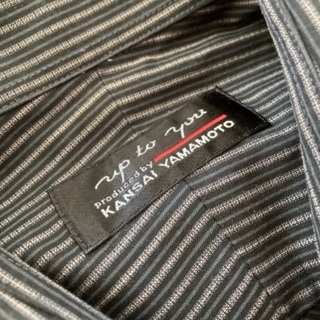 up to you
produced by
KANSAI YAMAMOTO